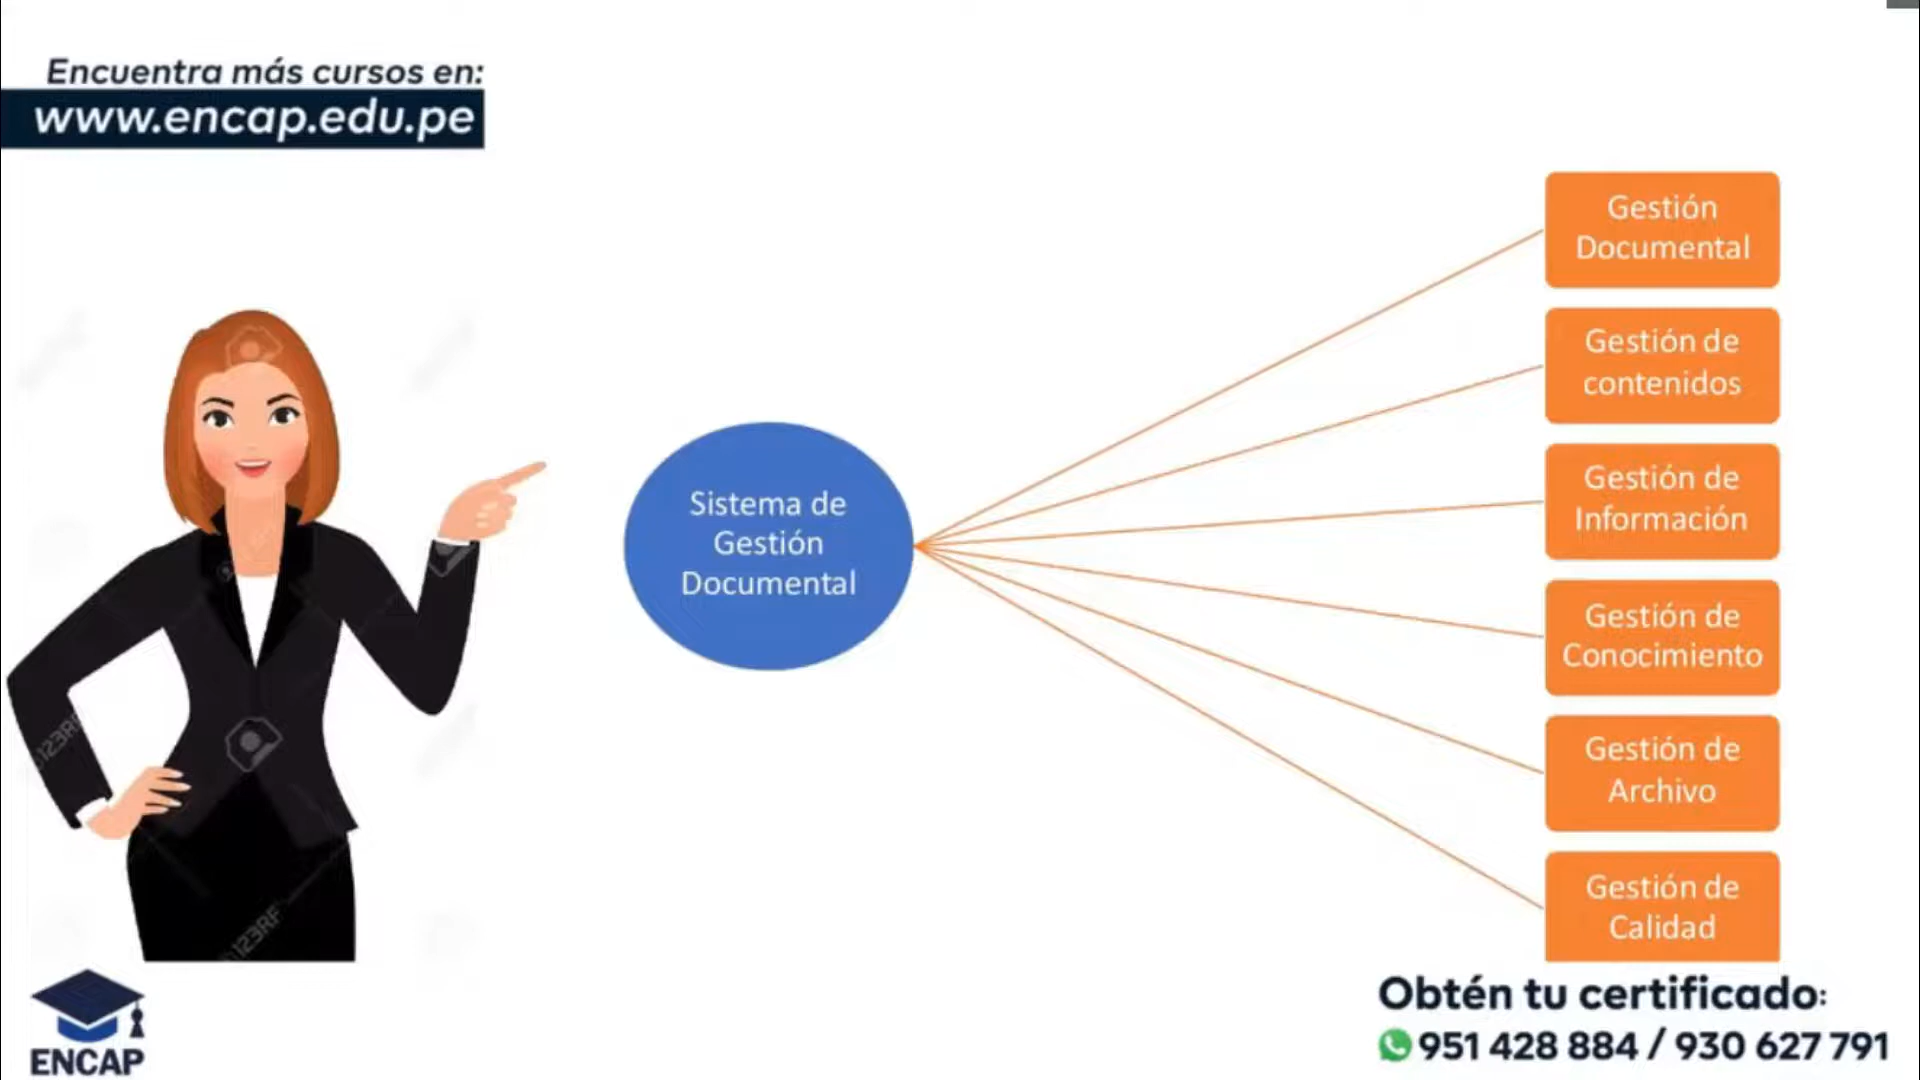 Encuentra más cursos en:
www.encap.edu.pe
Sistema de
Gestión
Documental
Gestión
Documental
Gestión de
contenidos
Gestión de
Información
Gestión de
Conocimiento
Gestión de
Archivo
Gestión de
Calidad
123RF
123RF
ENCAP
Obtén tu certificado:
951 428 884 / 930 627 791